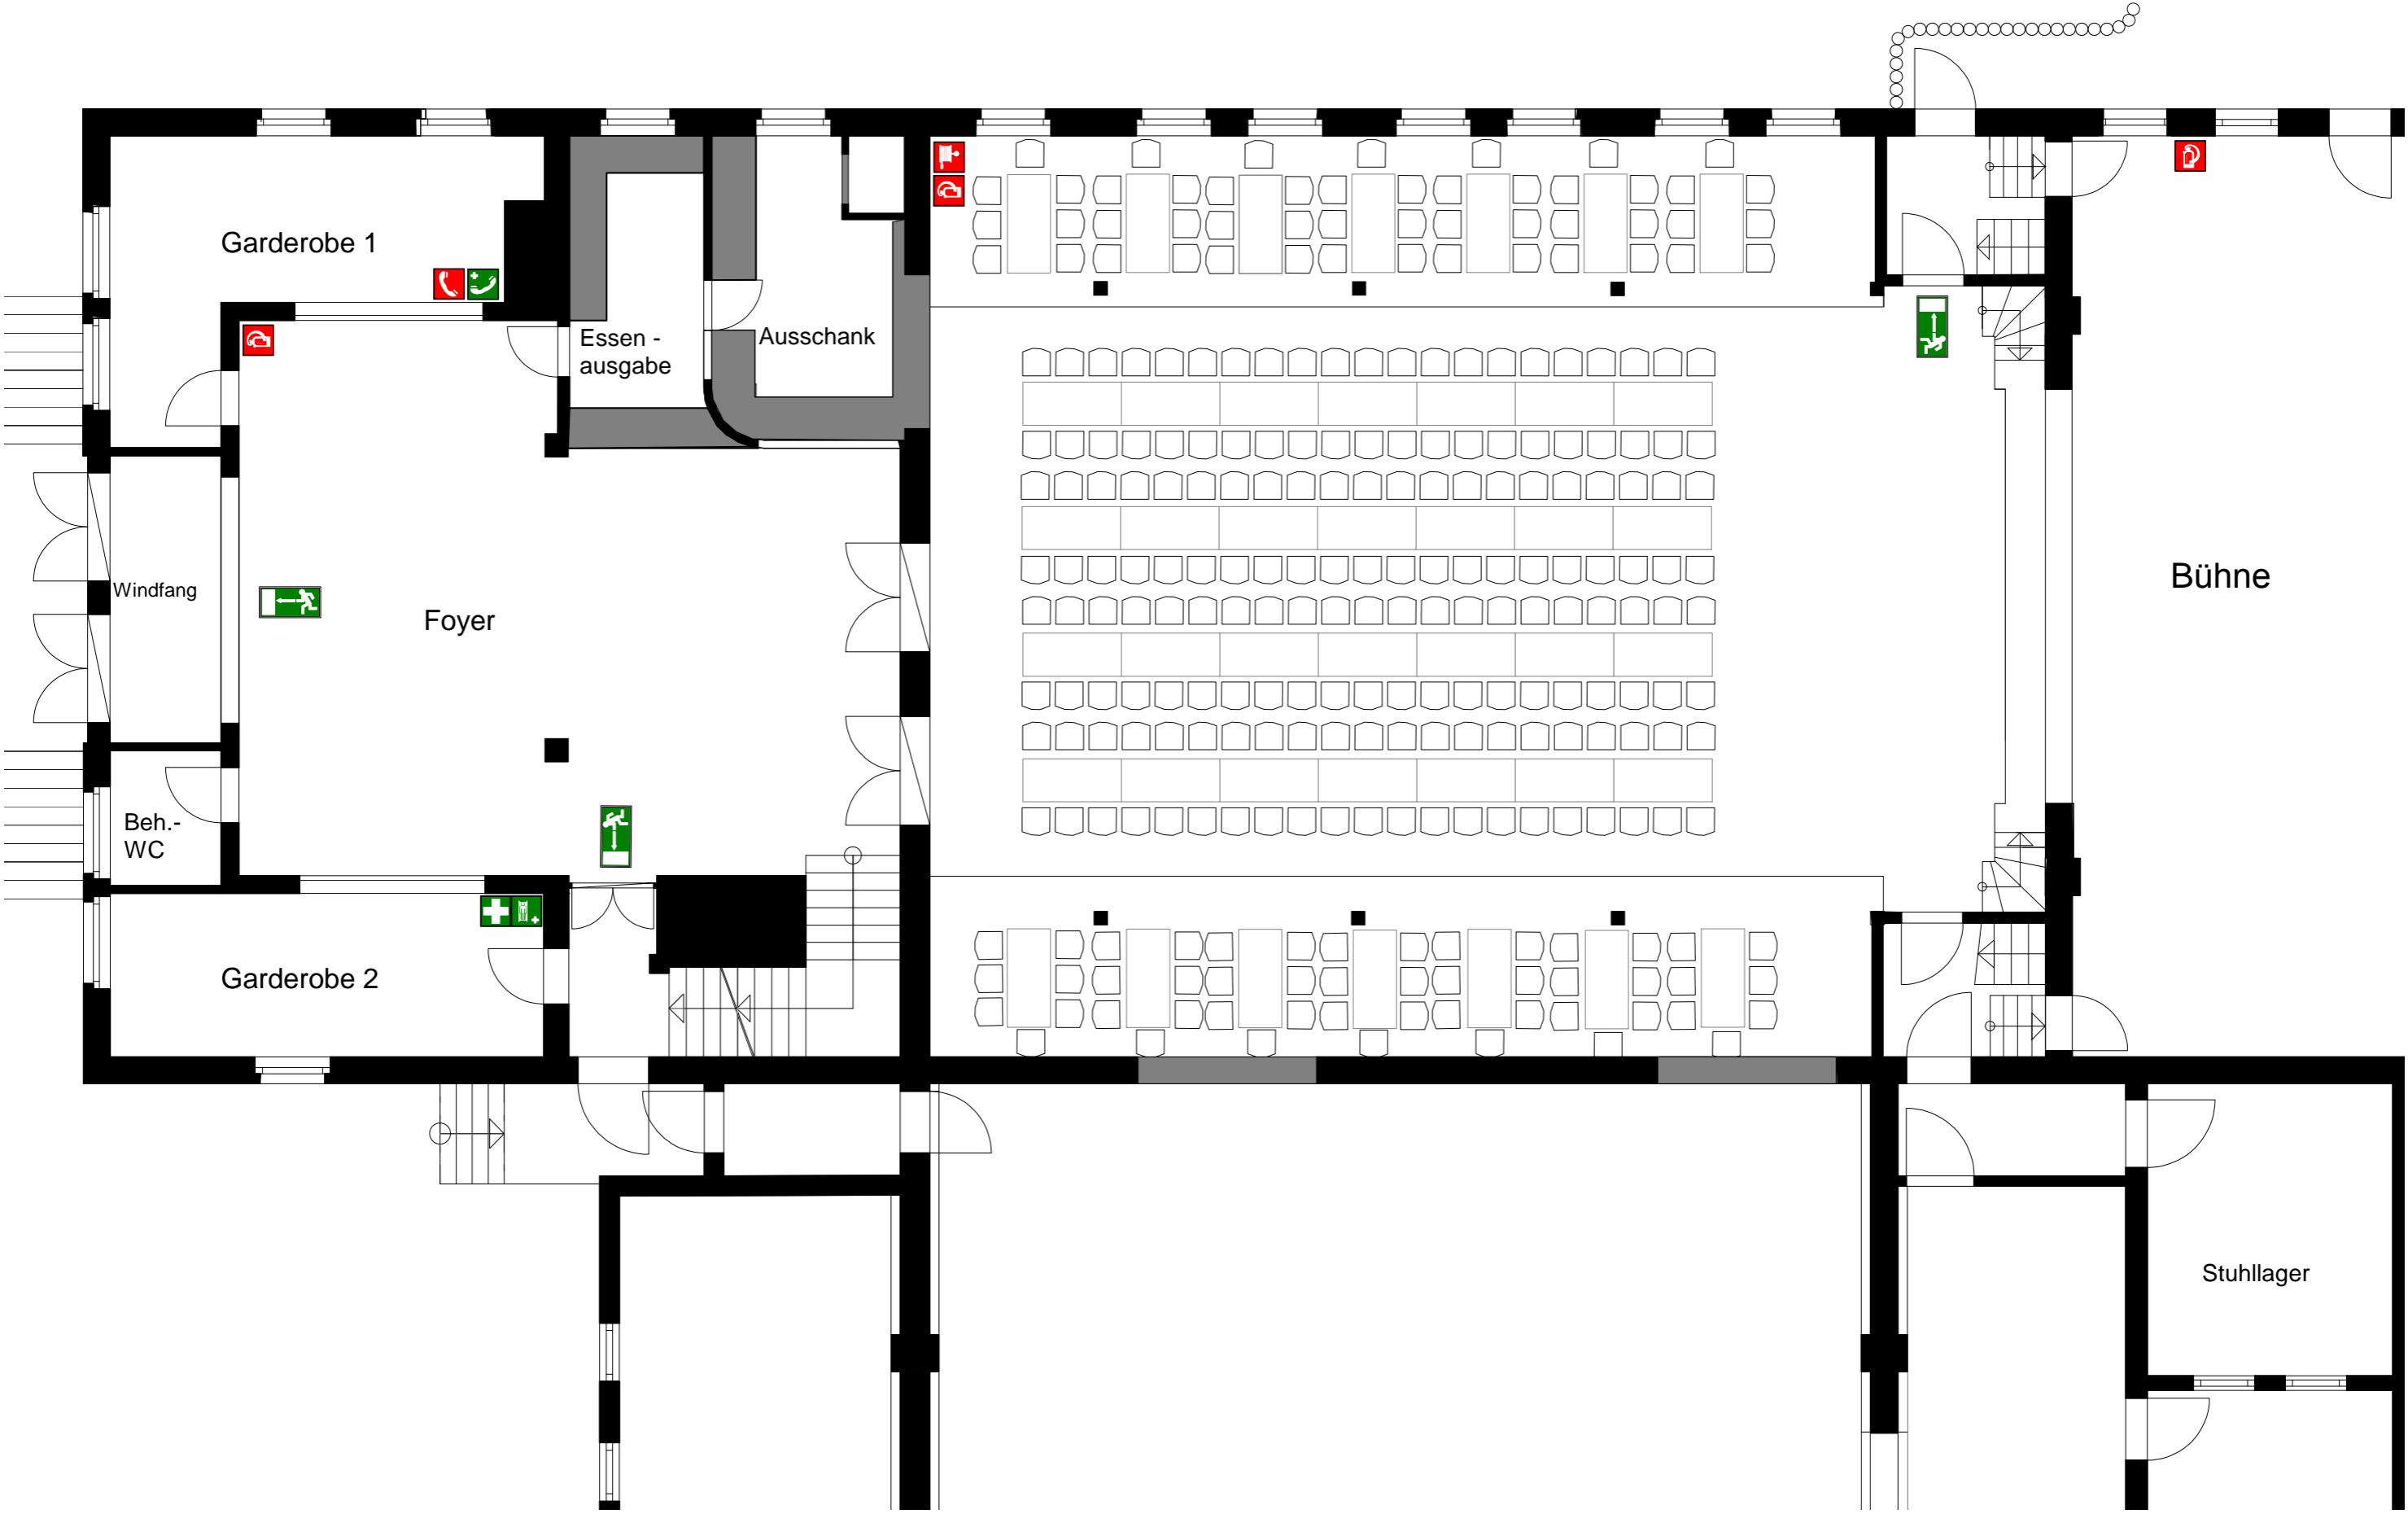 Garderobe 1
Essen -
ausgabe
Ausschank
Windfang
Foyer
Bühne
Beh.-
WC
Garderobe 2
Stuhllager